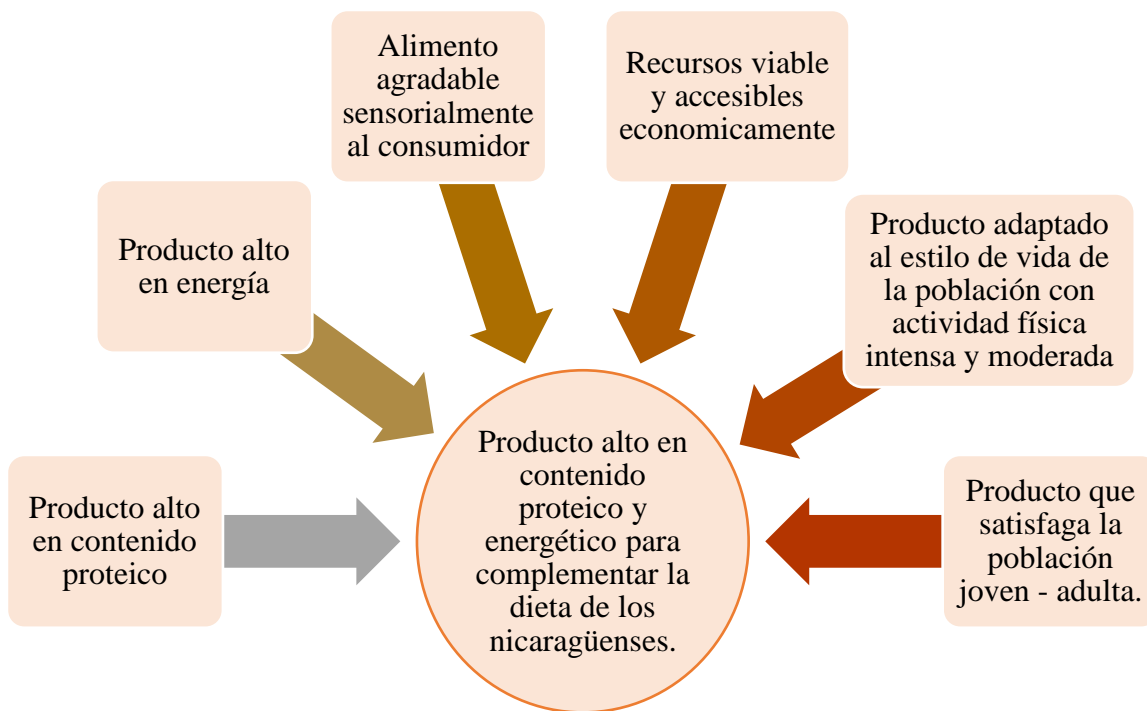 Alimento
agradable
sensorialmente
al consumidor
Recursos viable
y accesibles
economicamente
Producto alto
en energía
Producto adaptado
al estilo de vida de
la población con
actividad física
intensa y moderada
Producto alto
en contenido
proteico
Producto alto en
contenido
proteico y
energético para
complementar la
dieta de los
nicaragüenses.
Producto que
satisfaga la
población
joven - adulta.